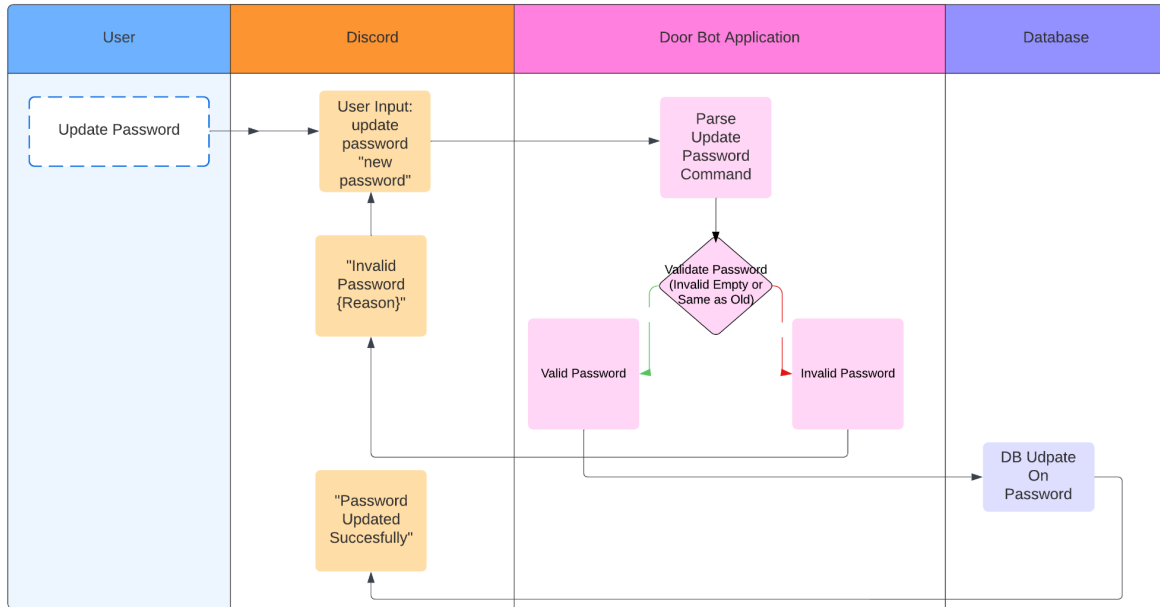 User
Discord
Door Bot Application
Database
Update Password
User Input:
update
password
"new
password"
Parse
Update
Password
Command
"Invalid
Password
{Reason}"
Validate Password
(Invalid Empty or
Same as Old)
Valid Password
Invalid Password
DB Udpate
On
Password
"Password
Updated
Succesfully"